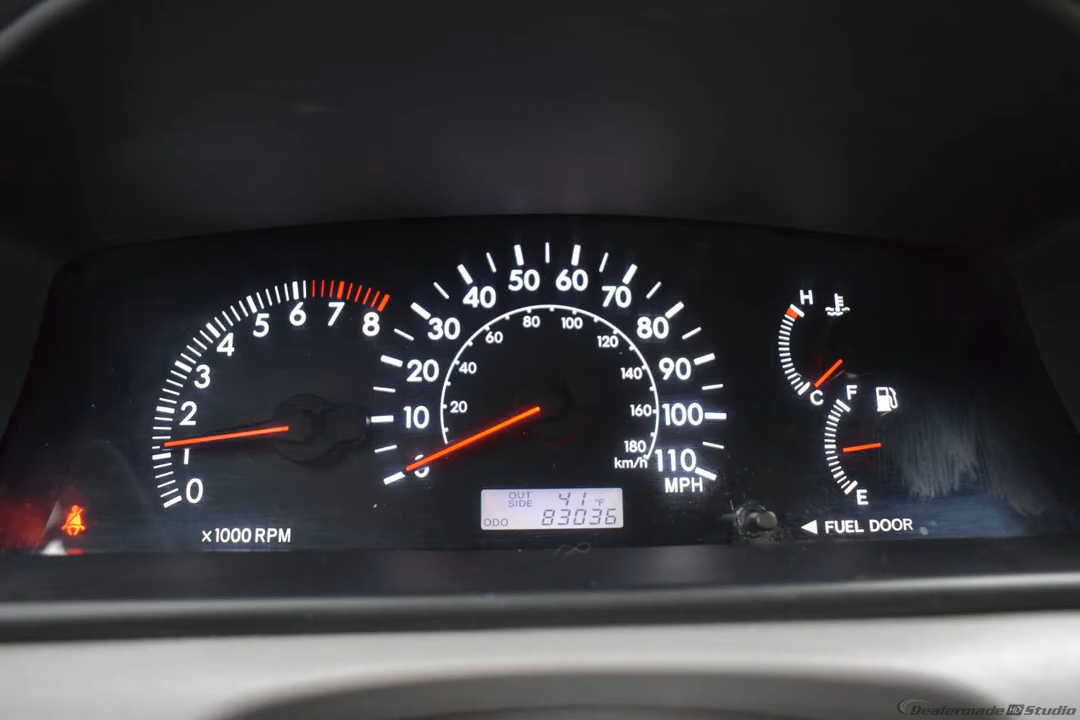 0
1
2
3
4
5
6
7
8
x1000 RPM
0
10
20
30
40
50
60
70
80
90
100
110
MPH
20
40
60
80
100
120
140
160
180
km/h
OUT SIDE 41°F
ODO 83036
H
C
F
E
◀ FUEL DOOR
Dealermade HD Studio